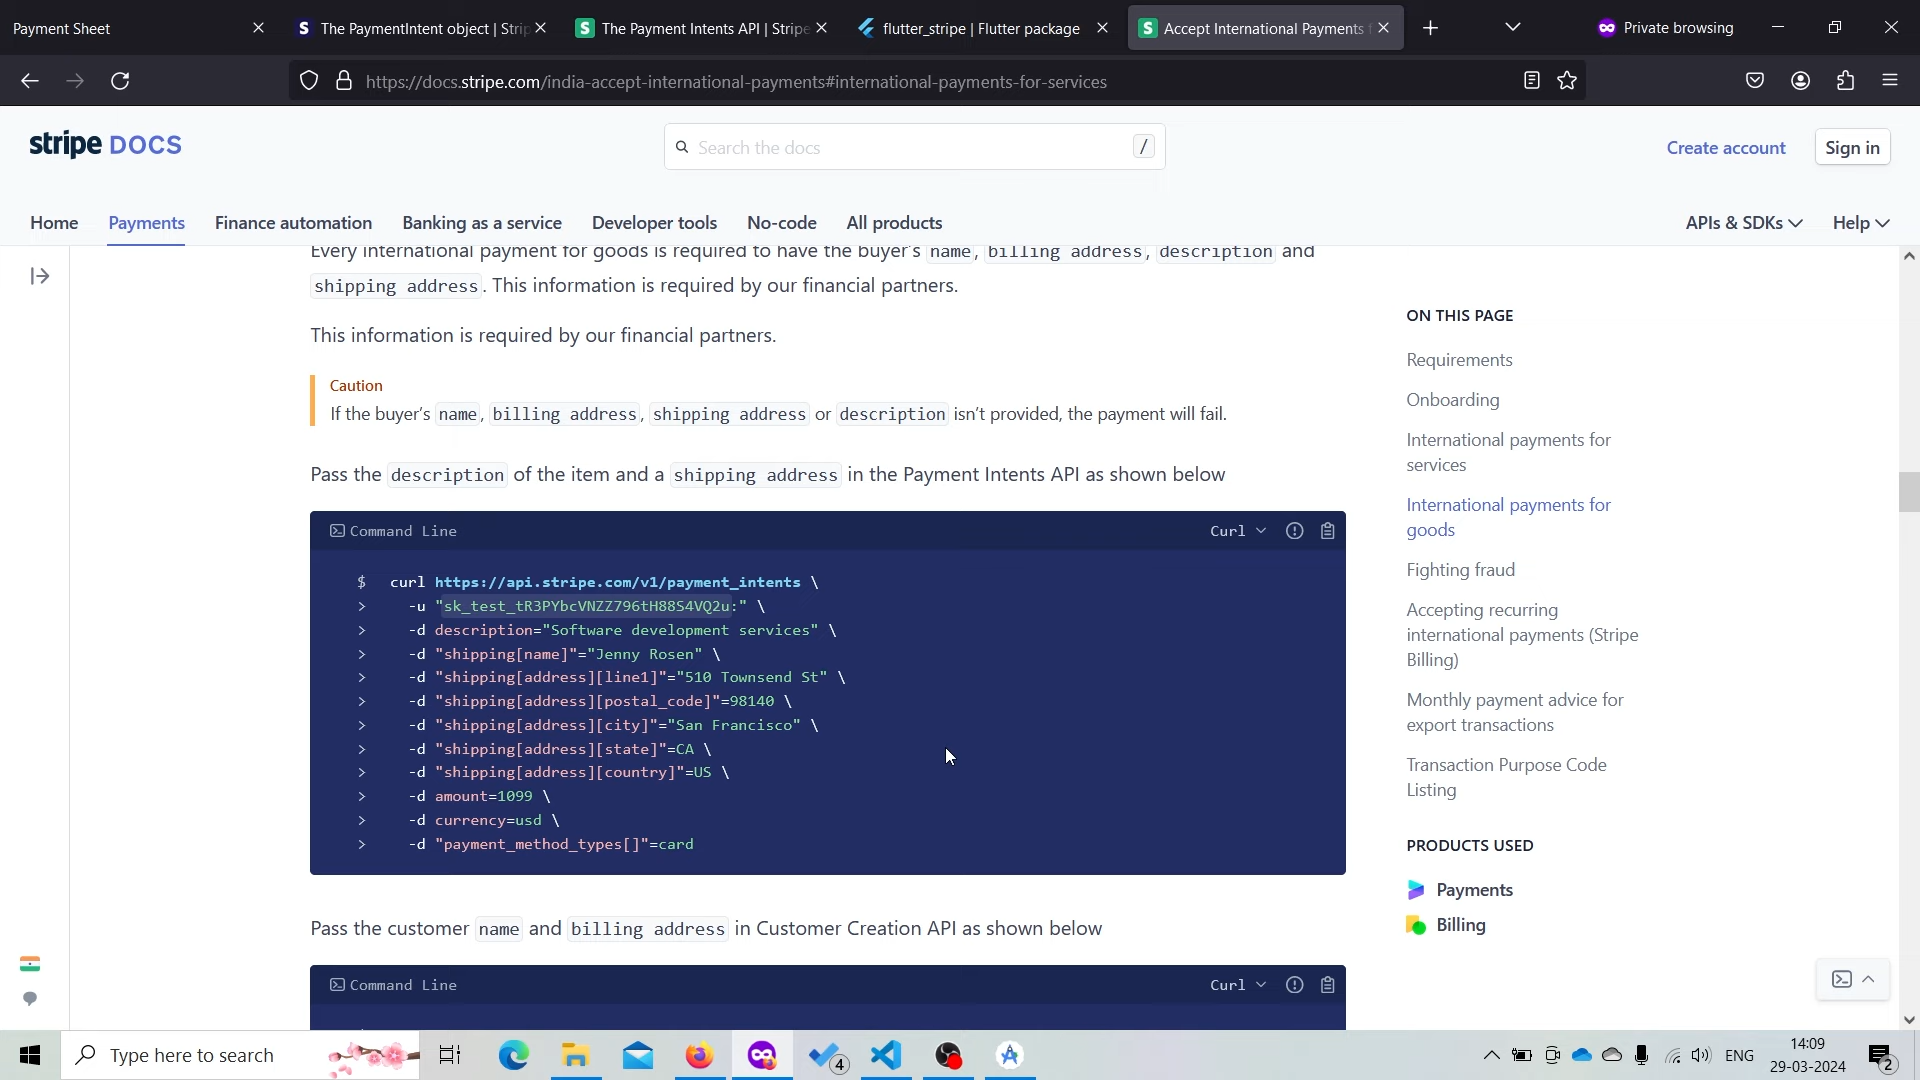 Payment Sheet
The PaymentIntent object | Strip
The Payment Intents API | Stripe
flutter_stripe | Flutter package
Accept International Payments f
Private browsing
https://docs.stripe.com/india-accept-international-payments#international-payments-for-services
stripe DOCS
Search the docs
/
Create account
Sign in
Home
Payments
Finance automation
Banking as a service
Developer tools
No-code
All products
APIs & SDKs
Help
Every international payment for goods is required to have the buyer's name, billing address, description and
shipping address. This information is required by our financial partners.
This information is required by our financial partners.
Caution
If the buyer's name, billing address, shipping address or description isn't provided, the payment will fail.
Pass the description of the item and a shipping address in the Payment Intents API as shown below
Command Line
Curl
$ curl https://api.stripe.com/v1/payment_intents \
> -u "sk_test_tR3PYbcVNZZ796tH88S4VQ2u:" \
> -d description="Software development services" \
> -d "shipping[name]"="Jenny Rosen" \
> -d "shipping[address][line1]"="510 Townsend St" \
> -d "shipping[address][postal_code]"=98140 \
> -d "shipping[address][city]"="San Francisco" \
> -d "shipping[address][state]"=CA \
> -d "shipping[address][country]"=US \
> -d amount=1099 \
> -d currency=usd \
> -d "payment_method_types[]"=card
Pass the customer name and billing address in Customer Creation API as shown below
Command Line
Curl
ON THIS PAGE
Requirements
Onboarding
International payments for
services
International payments for
goods
Fighting fraud
Accepting recurring
international payments (Stripe
Billing)
Monthly payment advice for
export transactions
Transaction Purpose Code
Listing
PRODUCTS USED
Payments
Billing
Type here to search
4
ENG
14:09
29-03-2024
2